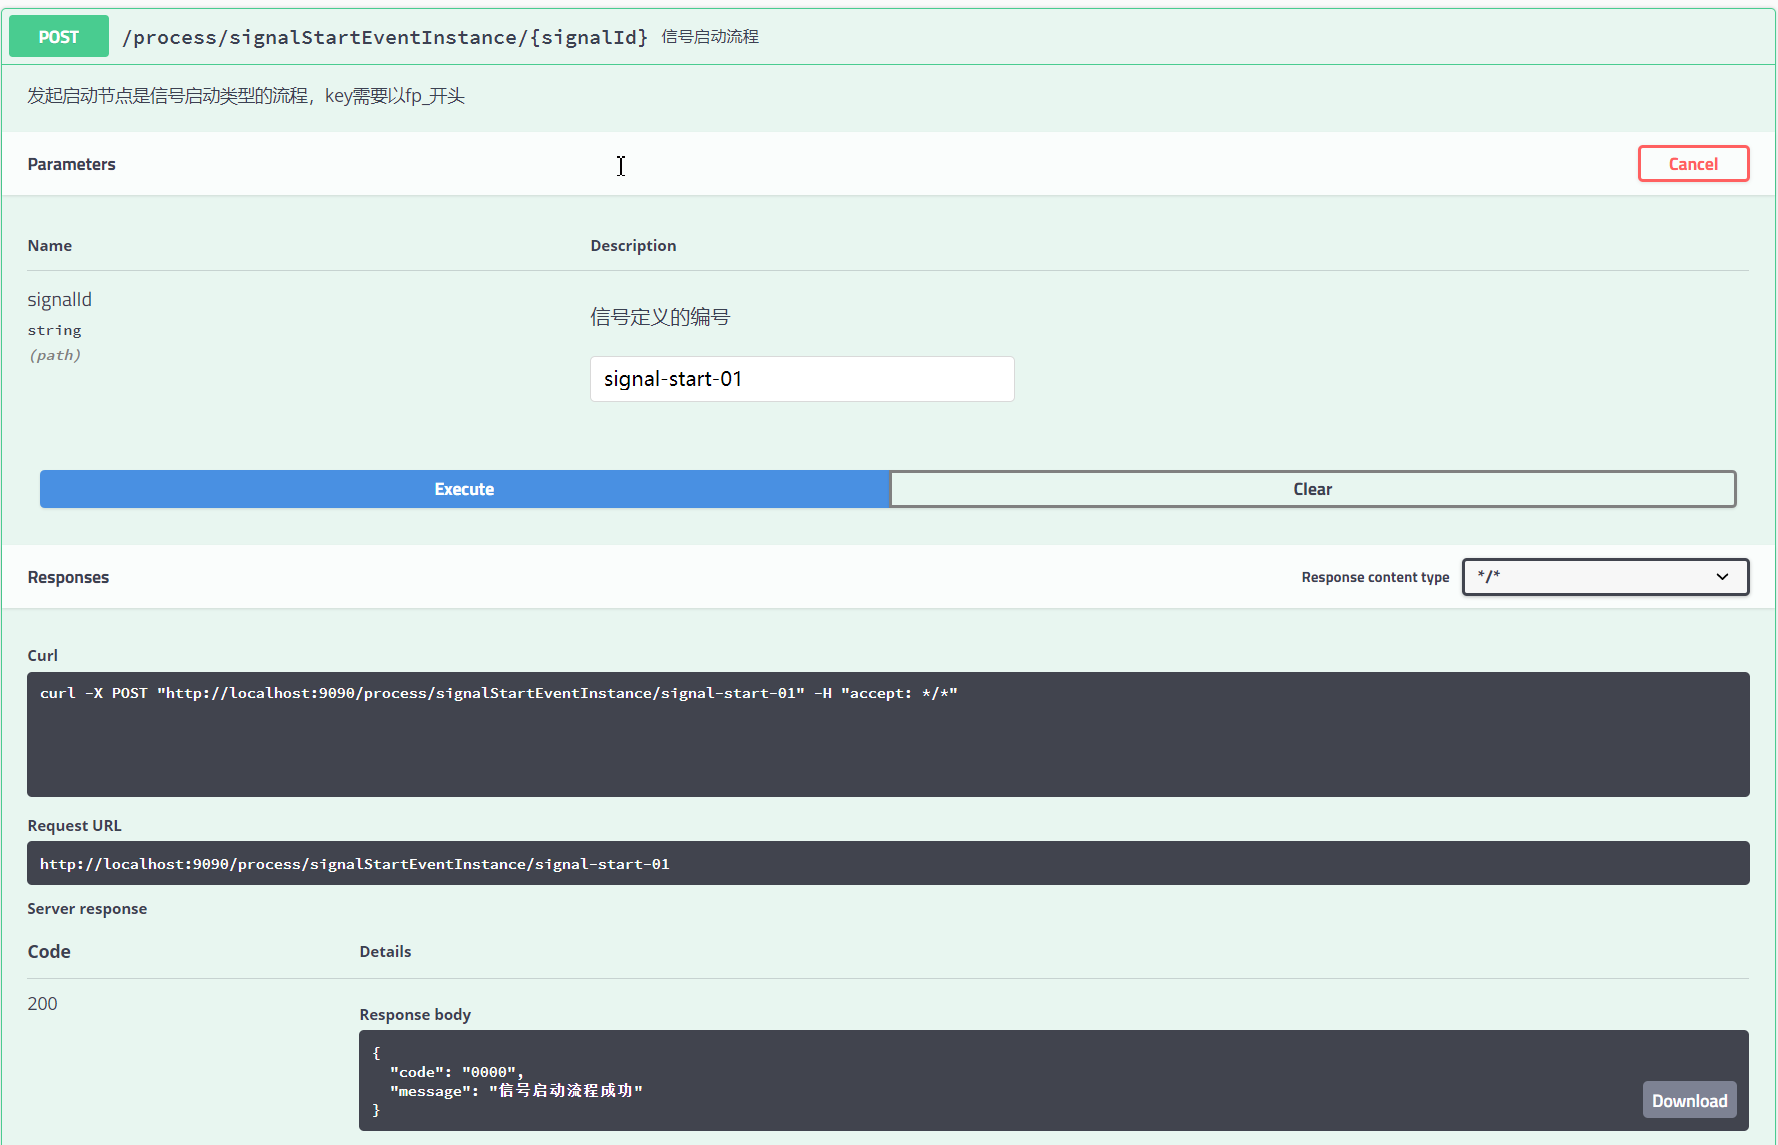 POST /process/signalStartEventInstance/{signalId} 信号启动流程
发起启动节点是信号启动类型的流程，key需要以fp_开头
Parameters
Cancel
Name Description
signalId
string
(path)
信号定义的编号
signal-start-01
Execute Clear
Responses Response content type */*
Curl
curl -X POST "http://localhost:9090/process/signalStartEventInstance/signal-start-01" -H "accept: */*"
Request URL
http://localhost:9090/process/signalStartEventInstance/signal-start-01
Server response
Code Details
200
Response body
{
"code": "0000",
"message": "信号启动流程成功"
}
Download